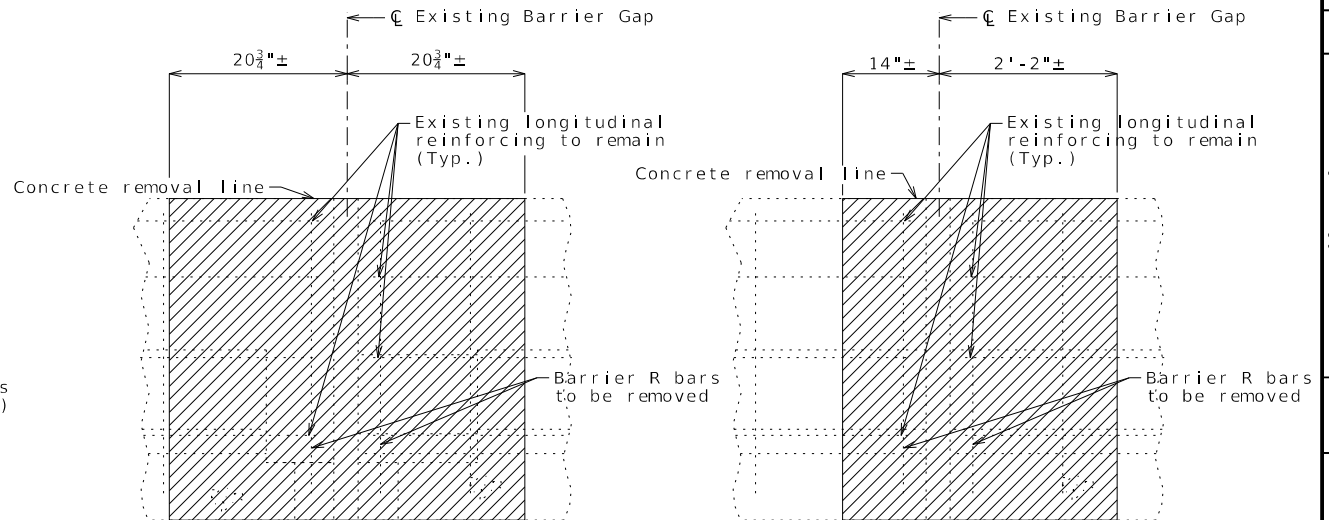 ℄ Existing Barrier Gap
20¾"±
20¾"±
Existing longitudinal
reinforcing to remain
(Typ.)
Concrete removal line
Barrier R bars
to be removed
s
)
℄ Existing Barrier Gap
14"±
2'-2"±
Existing longitudinal
reinforcing to remain
(Typ.)
Concrete removal line
Barrier R bars
to be removed